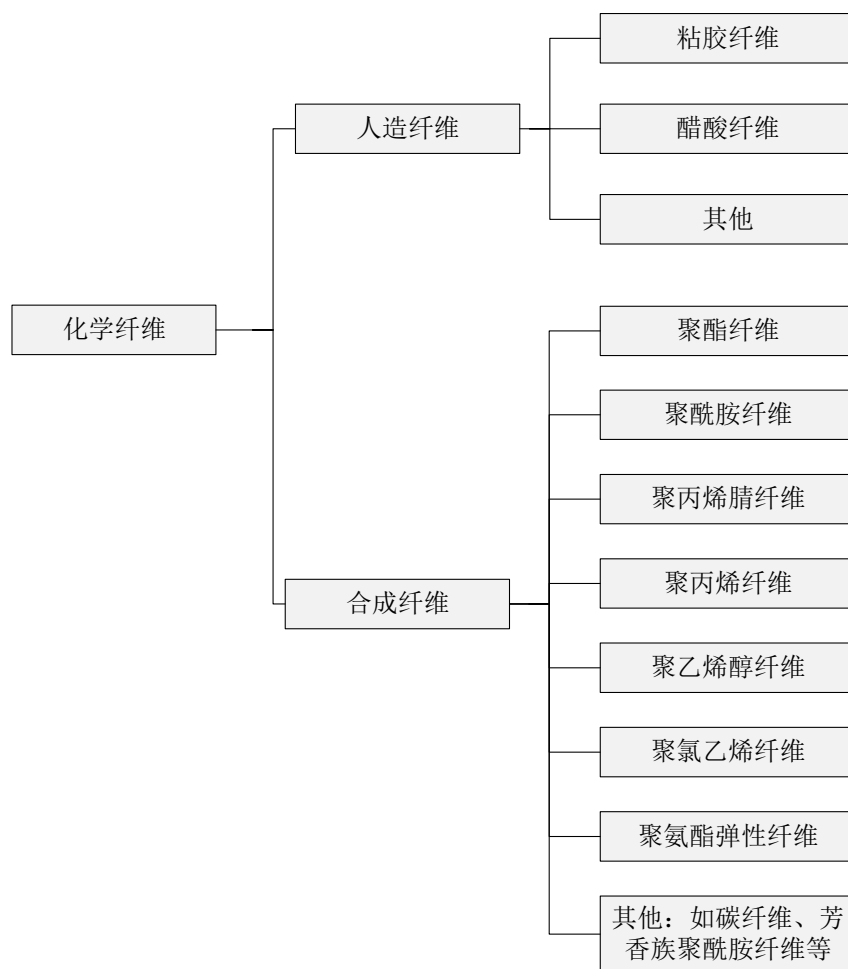 粘胶纤维
人造纤维
醋酸纤维
其他
化学纤维
聚酯纤维
聚酰胺纤维
聚丙烯腈纤维
聚丙烯纤维
合成纤维
聚乙烯醇纤维
聚氯乙烯纤维
聚氨酯弹性纤维
其他：如碳纤维、芳
香族聚酰胺纤维等